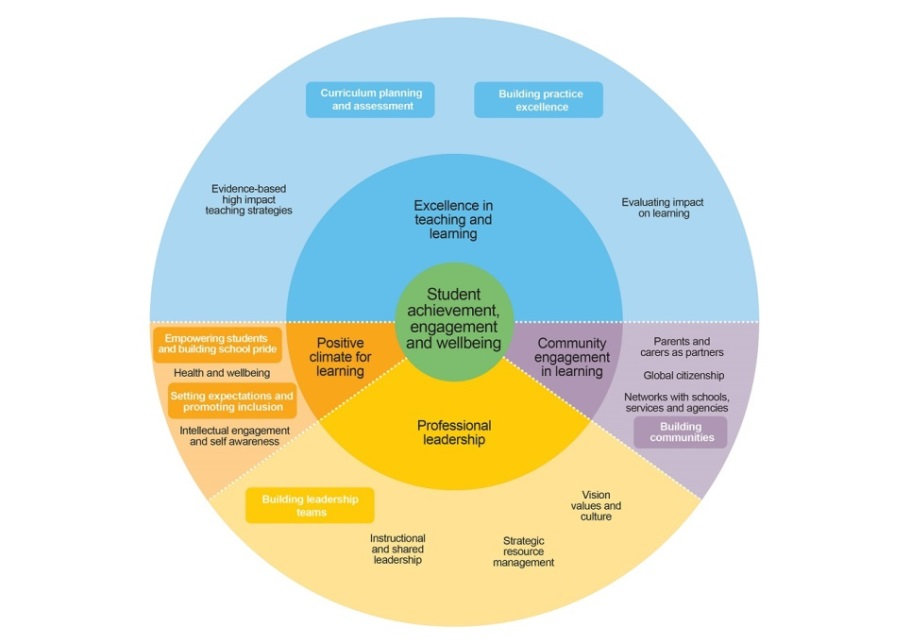 Curriculum planning
and assessment
Building practice
excellence
Evidence-based
high impact
teaching strategies
Excellence in
teaching and
learning
Evaluating impact
on learning
Student
achievement,
engagement
and wellbeing
Empowering students
and building school pride
Health and wellbeing
Setting expectations and
promoting inclusion
Intellectual engagement
and self awareness
Positive
climate for
learning
Community
engagement
in learning
Parents and
carers as partners
Global citizenship
Networks with schools,
services and agencies
Building
communities
Professional
leadership
Building leadership
teams
Instructional
and shared
leadership
Strategic
resource
management
Vision
values and
culture